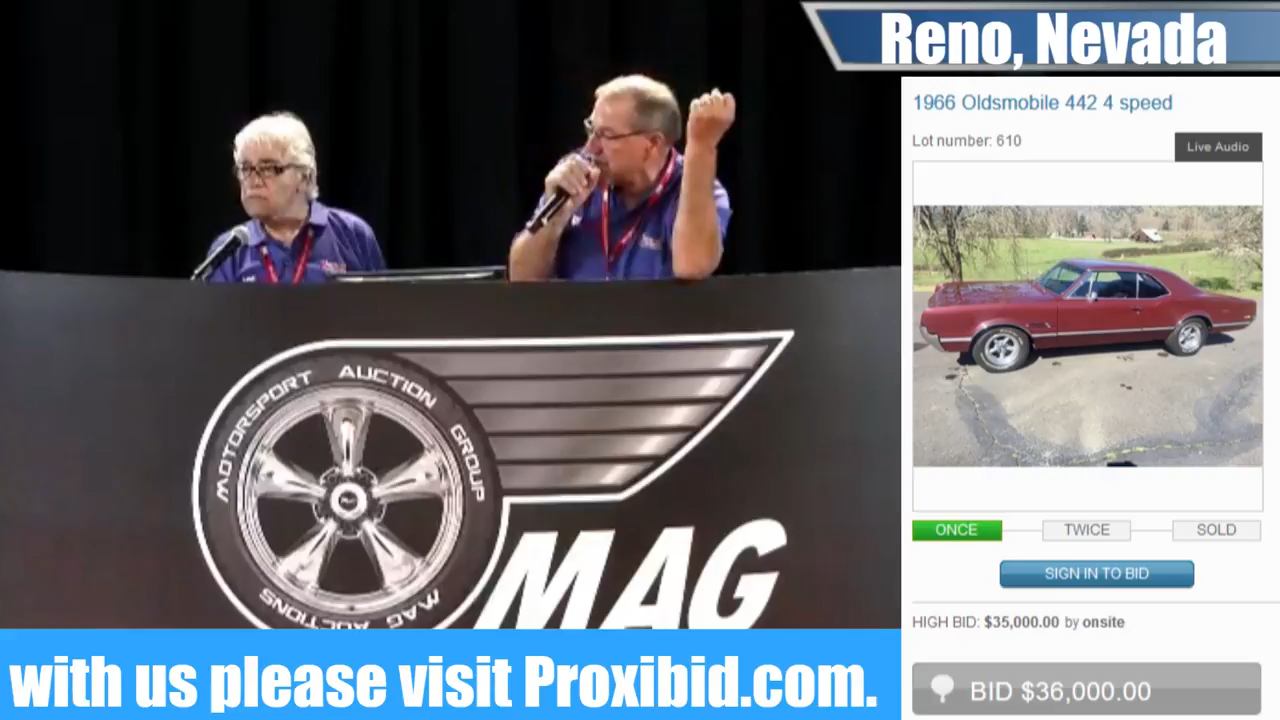 Reno, Nevada
1966 Oldsmobile 442 4 speed
Lot number: 610
Live Audio
MOTORSPORT AUCTION GROUP
MAG AUCTIONS
MAG
ONCE
TWICE
SOLD
SIGN IN TO BID
HIGH BID: $35,000.00 by onsite
BID $36,000.00
with us please visit Proxibid.com.